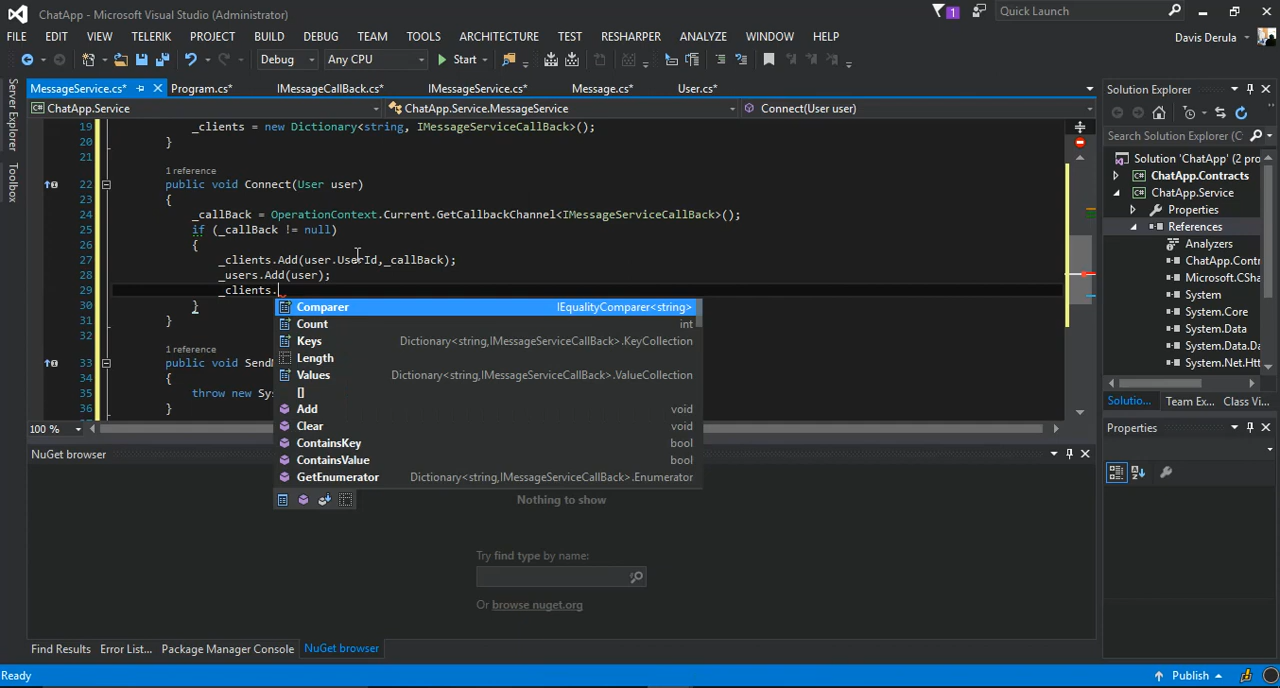 ChatApp - Microsoft Visual Studio (Administrator)
1
Quick Launch
FILE EDIT VIEW TELERIK PROJECT BUILD DEBUG TEAM TOOLS ARCHITECTURE TEST RESHARPER ANALYZE WINDOW HELP
Davis Derula
Debug Any CPU Start
Server Explorer
Toolbox
MessageService.cs* Program.cs* IMessageCallBack.cs* IMessageService.cs* Message.cs* User.cs*
ChatApp.Service ChatApp.Service.MessageService Connect(User user)
19 _clients = new Dictionary<string, IMessageServiceCallBack>();
20 }
21
1 reference
22 public void Connect(User user)
23 {
24 _callBack = OperationContext.Current.GetCallbackChannel<IMessageServiceCallBack>();
25 if (_callBack != null)
26 {
27 _clients.Add(user.UserId,_callBack);
28 _users.Add(user);
29 _clients.
30 }
31 }
32
1 reference
33 public void SendM
34 {
35 throw new Sys
36 }
Comparer IEqualityComparer<string>
Count int
Keys Dictionary<string,IMessageServiceCallBack>.KeyCollection
Length
Values Dictionary<string,IMessageServiceCallBack>.ValueCollection
[]
Add void
Clear void
ContainsKey bool
ContainsValue bool
GetEnumerator Dictionary<string,IMessageServiceCallBack>.Enumerator
100 %
NuGet browser
Nothing to show
Try find type by name:
Or browse nuget.org
Find Results Error List... Package Manager Console NuGet browser
Solution Explorer
Search Solution Explorer (C
Solution 'ChatApp' (2 pro
ChatApp.Contracts
ChatApp.Service
Properties
References
Analyzers
ChatApp.Contr
Microsoft.CSha
System
System.Core
System.Data
System.Data.Da
System.Net.Htt
Solutio... Team Ex... Class Vi...
Properties
Ready
Publish